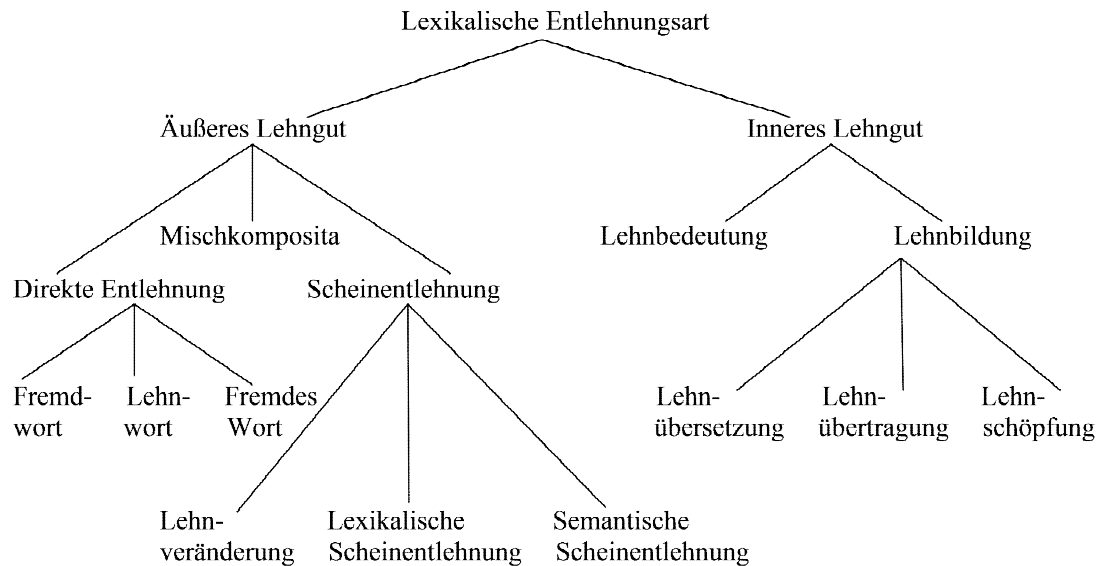 Lexikalische Entlehnungsart
Äußeres Lehngut
Inneres Lehngut
Mischkomposita
Lehnbedeutung
Lehnbildung
Direkte Entlehnung
Scheinentlehnung
Fremd-
wort
Lehn-
wort
Fremdes
Wort
Lehn-
übersetzung
Lehn-
übertragung
Lehn-
schöpfung
Lehn-
veränderung
Lexikalische
Scheinentlehnung
Semantische
Scheinentlehnung